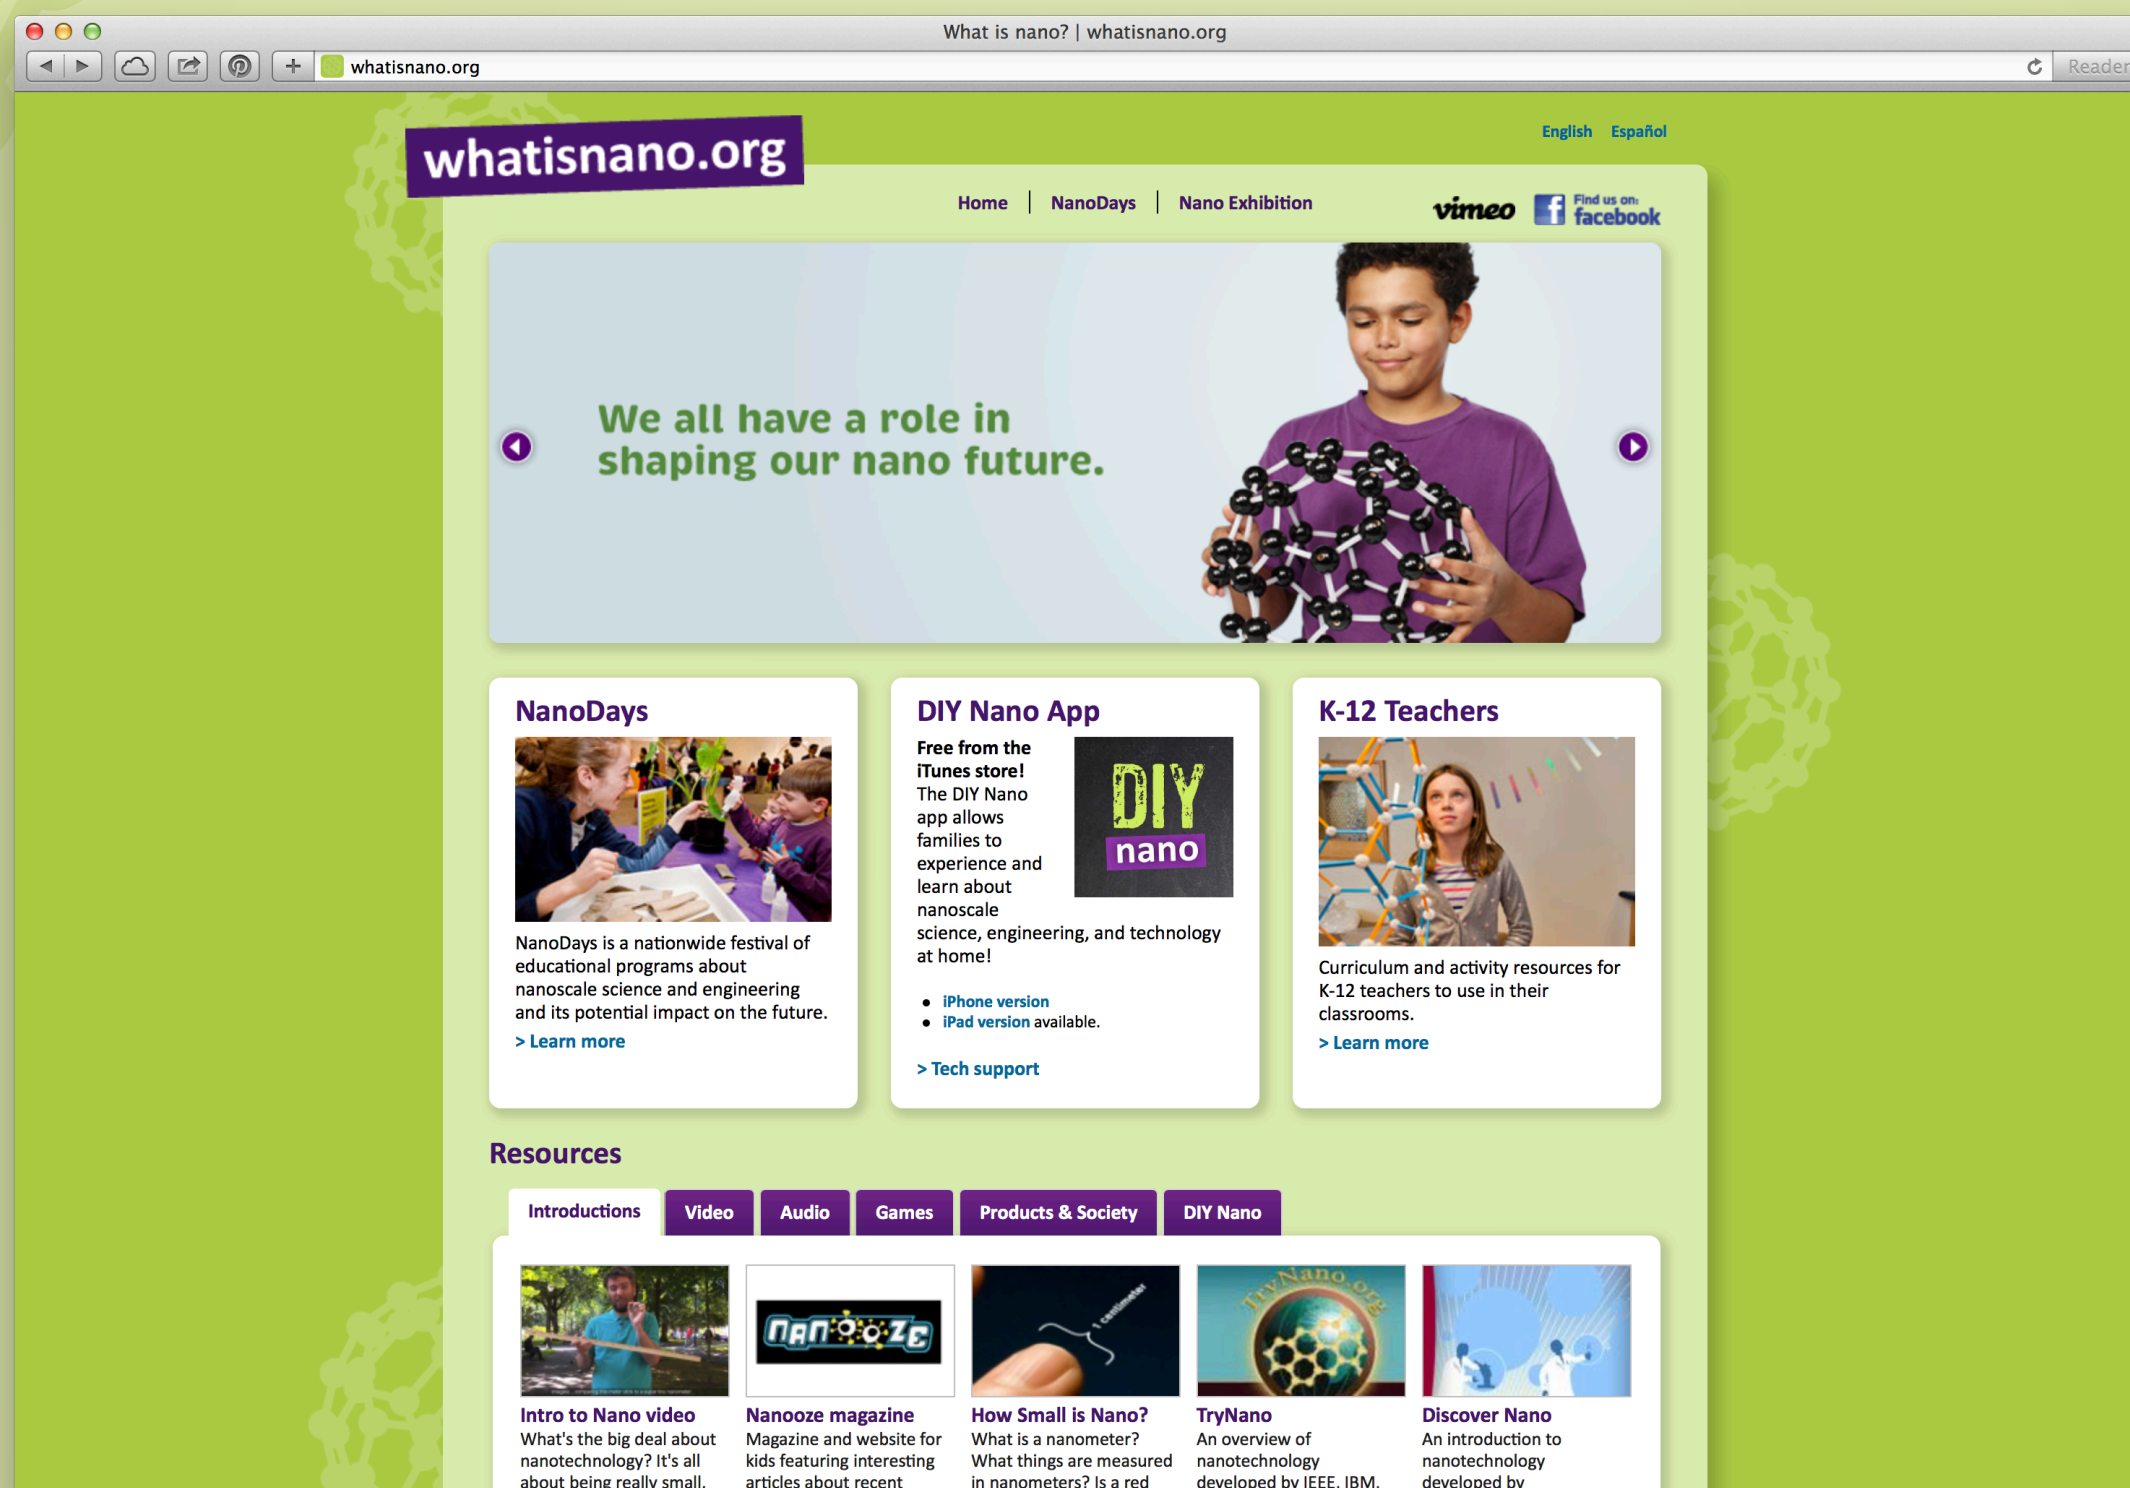 What is nano? | whatisnano.org
whatisnano.org
Reader
whatisnano.org
English Español
Home NanoDays Nano Exhibition
vimeo
Find us on:
facebook
We all have a role in
shaping our nano future.
NanoDays
NanoDays is a nationwide festival of
educational programs about
nanoscale science and engineering
and its potential impact on the future.
> Learn more
DIY Nano App
Free from the
iTunes store!
The DIY Nano
app allows
families to
experience and
learn about
nanoscale
science, engineering, and technology
at home!
DIY
nano
• iPhone version
• iPad version available.
> Tech support
K-12 Teachers
Curriculum and activity resources for
K-12 teachers to use in their
classrooms.
> Learn more
Resources
Introductions Video Audio Games Products & Society DIY Nano
Intro to Nano video
What's the big deal about
nanotechnology? It's all
about being really small.
NANOOZE
Nanooze magazine
Magazine and website for
kids featuring interesting
articles about recent
1 centimeter
How Small is Nano?
What is a nanometer?
What things are measured
in nanometers? Is a red
TryNano.org
TryNano
An overview of
nanotechnology
developed by IEEE, IBM,
Discover Nano
An introduction to
nanotechnology
developed by